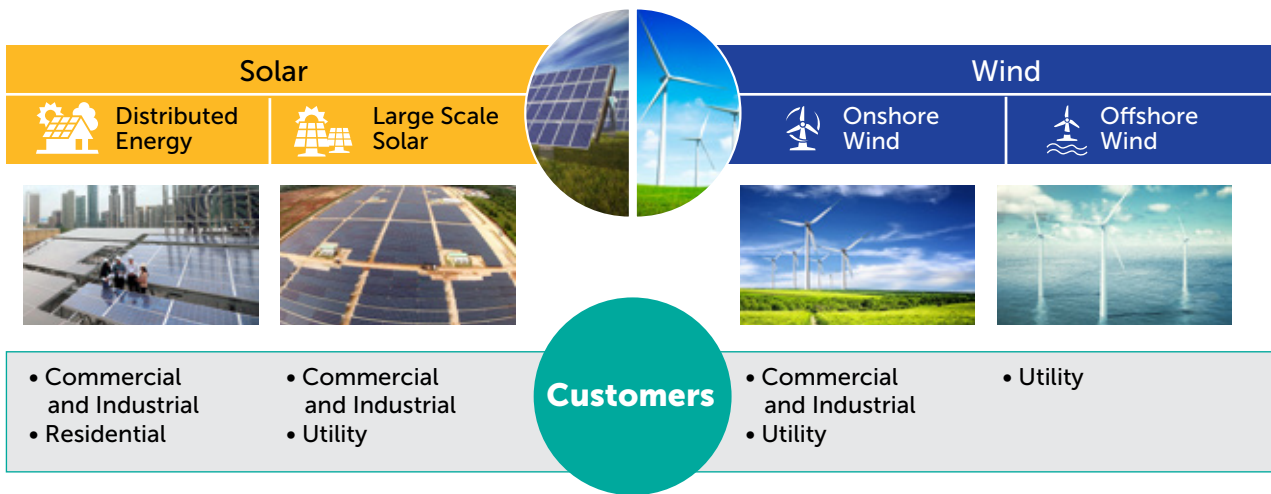 Solar
Wind
Distributed
Energy
Large Scale
Solar
Onshore
Wind
Offshore
Wind
• Commercial
and Industrial
• Residential
• Commercial
and Industrial
• Utility
Customers
• Commercial
and Industrial
• Utility
• Utility